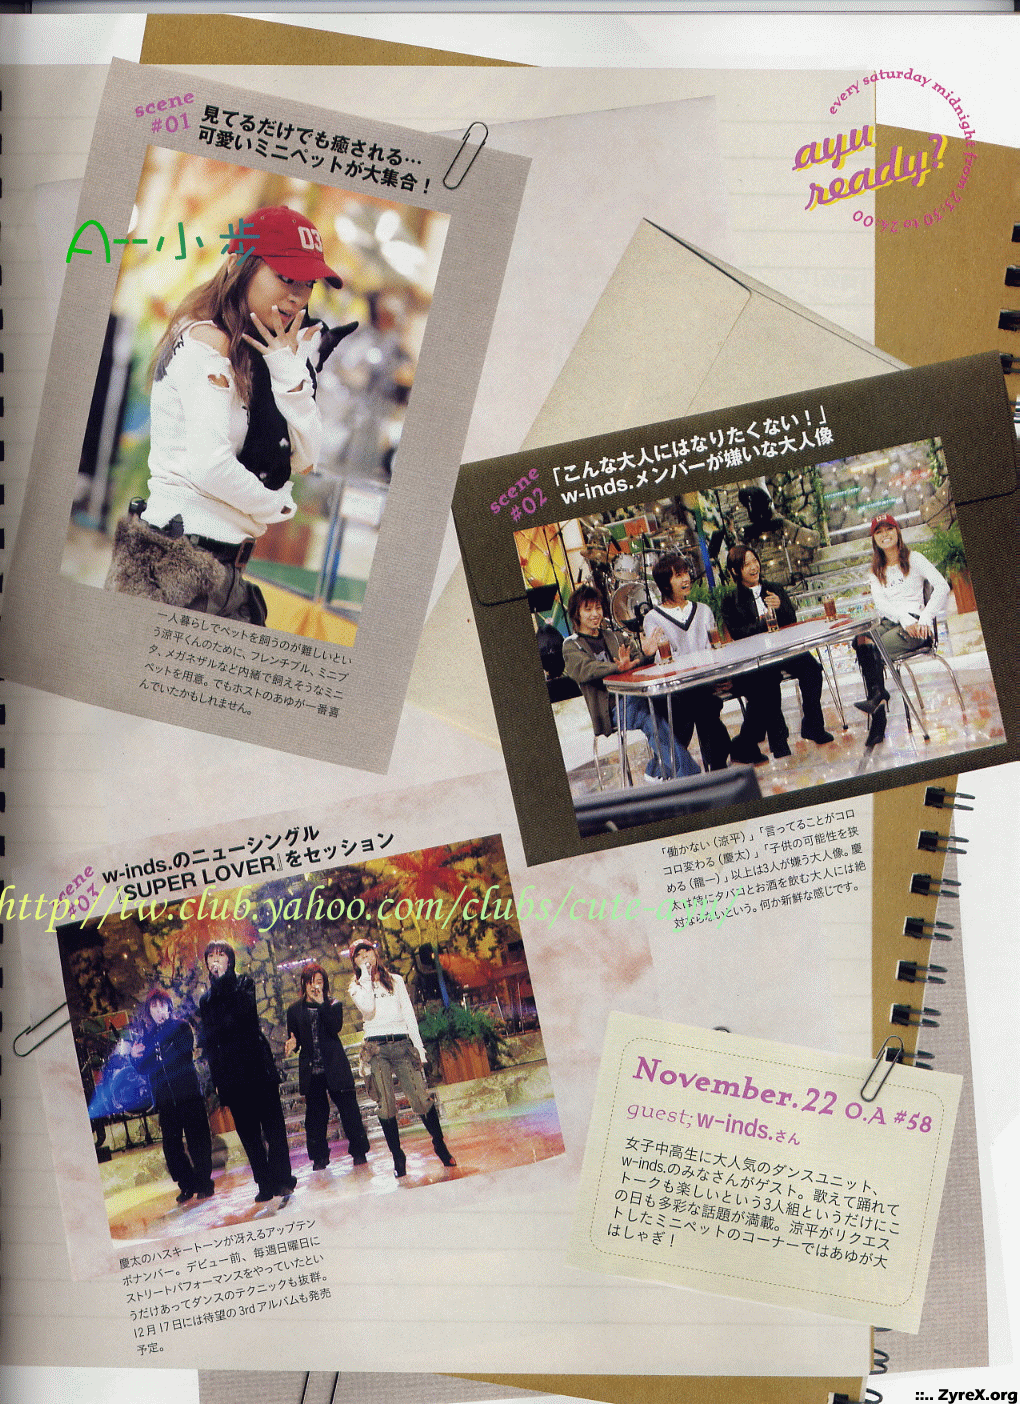 every saturday midnight from 23:30 to 24:00
ayu
ready?
scene
#01
見てるだけでも癒される…
可愛いミニペットが大集合！
A--小步
一人暮らしでペットを飼うのが難しいとい
う涼平くんのために、フレンチブル、ミニブ
タ、メガネザルなど内緒で飼えそうなミニ
ペットを用意。でもホストのあゆが一番喜
んでいたかもしれません。
scene
#02
「こんな大人にはなりたくない！」
w-inds.メンバーが嫌いな大人像
「働かない（涼平）」「言ってることがコロ
コロ変わる（慶太）」「子供の可能性を狭
める（龍一）」以上は3人が嫌う大人像。慶
太は特にタバコとお酒を飲む大人には絶
対ならないという。何か新鮮な感じです。
scene
#03
w-inds.のニューシングル
『SUPER LOVER』をセッション
http://tw.club.yahoo.com/clubs/cute-a
慶太のハスキートーンが冴えるアップテン
ポナンバー。デビュー前、毎週日曜日に
ストリートパフォーマンスをやっていたとい
うだけあってダンスのテクニックも抜群。
12月17日には待望の3rdアルバムも発売
予定。
November.22 O.A #58
guest; w-inds.さん
女子中高生に大人気のダンスユニット、
w-inds.のみなさんがゲスト。歌えて踊れて
トークも楽しいという3人組というだけにこ
の日も多彩な話題が満載。涼平がリクエス
トしたミニペットのコーナーではあゆが大
はしゃぎ！
::.. ZyreX.org